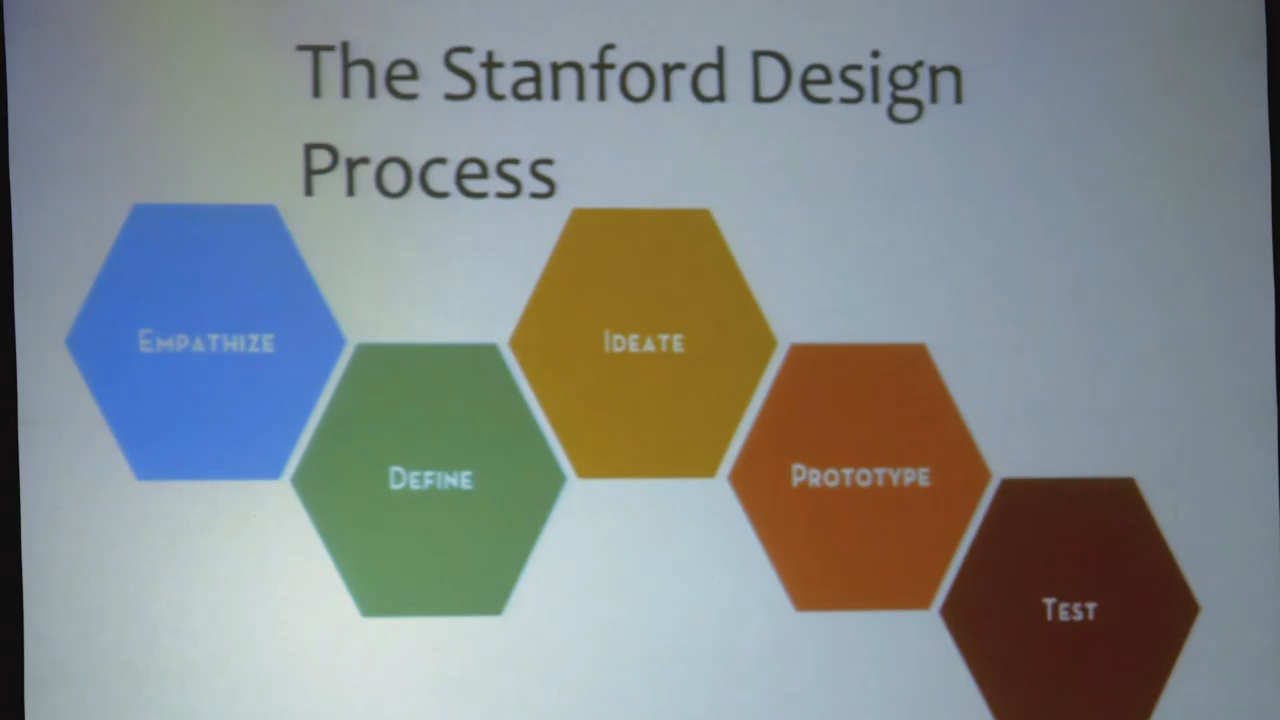 The Stanford Design
Process
EMPATHIZE
DEFINE
IDEATE
PROTOTYPE
TEST